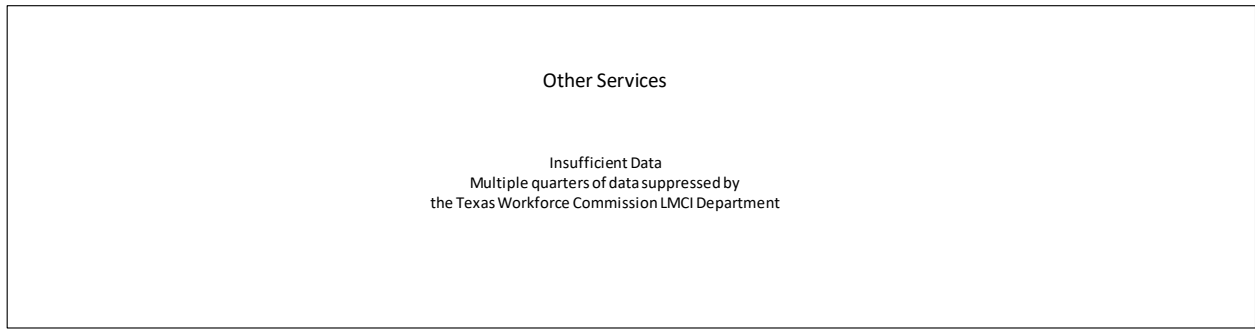 Other Services
Insufficient Data
Multiple quarters of data suppressed by
the Texas Workforce Commission LMCI Department